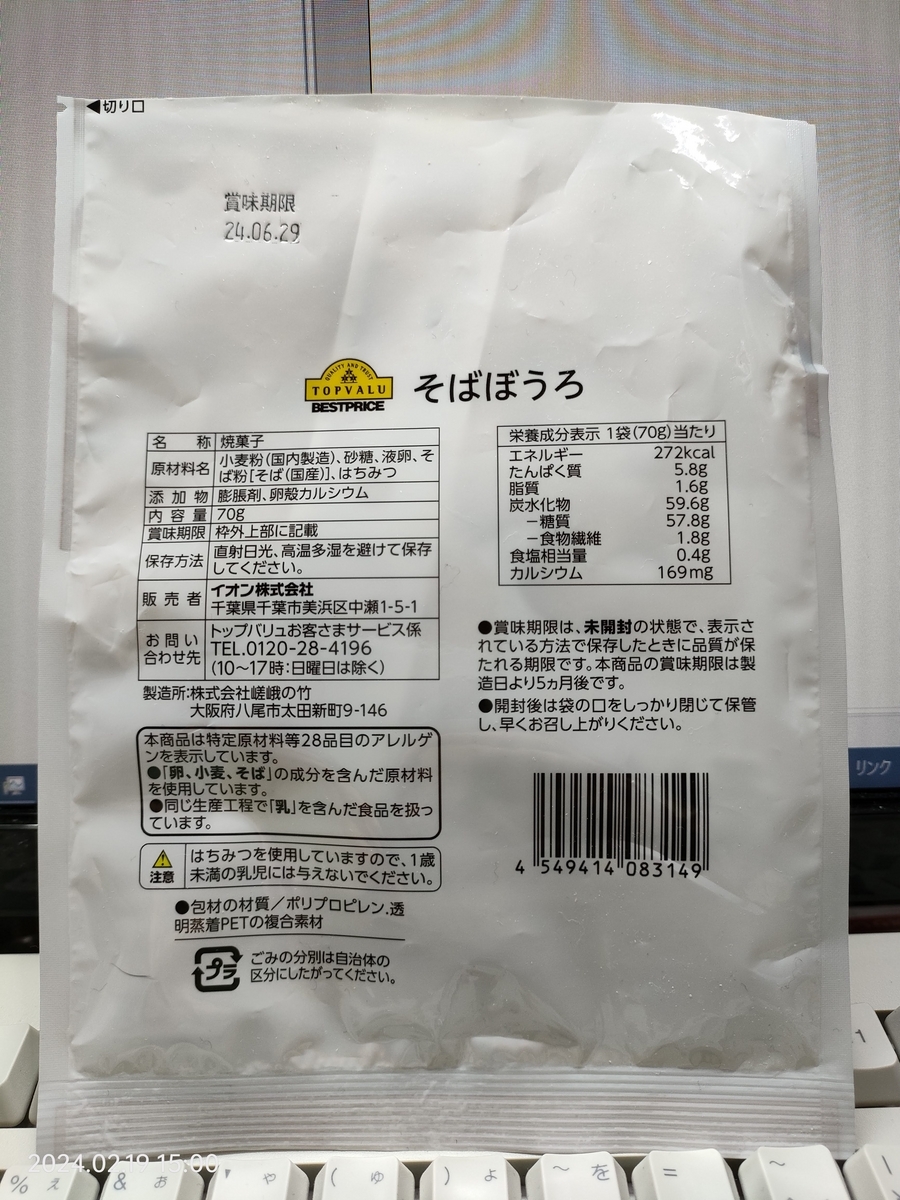 ◀切り口
賞味期限
24.06.29
QUALITY AND TRUST
TOPVALU
BESTPRICE
そばぼうろ
名称 焼菓子
原材料名 小麦粉(国内製造)、砂糖、液卵、そ
ば粉[そば(国産)]、はちみつ
添加物 膨脹剤、卵殻カルシウム
内容量 70g
賞味期限 枠外上部に記載
保存方法 直射日光、高温多湿を避けて保存
してください。
販売者 イオン株式会社
千葉県千葉市美浜区中瀬1-5-1
お問い合わせ先 トップバリュお客さまサービス係
TEL.0120-28-4196
(10〜17時:日曜日は除く)
製造所:株式会社嵯峨の竹
大阪府八尾市太田新町9-146
本商品は特定原材料等28品目のアレルゲ
ンを表示しています。
●「卵、小麦、そば」の成分を含んだ原材料
を使用しています。
●同じ生産工程で「乳」を含んだ食品を扱っ
ています。
注意
はちみつを使用していますので、1歳
未満の乳児には与えないでください。
●包材の材質/ポリプロピレン.透
明蒸着PETの複合素材
プラ
ごみの分別は自治体の
区分にしたがってください。
栄養成分表示 1袋(70g)当たり
エネルギー 272kcal
たんぱく質 5.8g
脂質 1.6g
炭水化物 59.6g
−糖質 57.8g
−食物繊維 1.8g
食塩相当量 0.4g
カルシウム 169mg
●賞味期限は、未開封の状態で、表示さ
れている方法で保存したときに品質が保
たれる期限です。本商品の賞味期限は製
造日より5ヵ月後です。
●開封後は袋の口をしっかり閉じて保管
し、早くお召し上がりください。
4 549414 083149
リンク
1
2024.02.19 15:00
% ぇ
& ぉ
' ゃ
( ゅ
) ょ
~ を
=
~